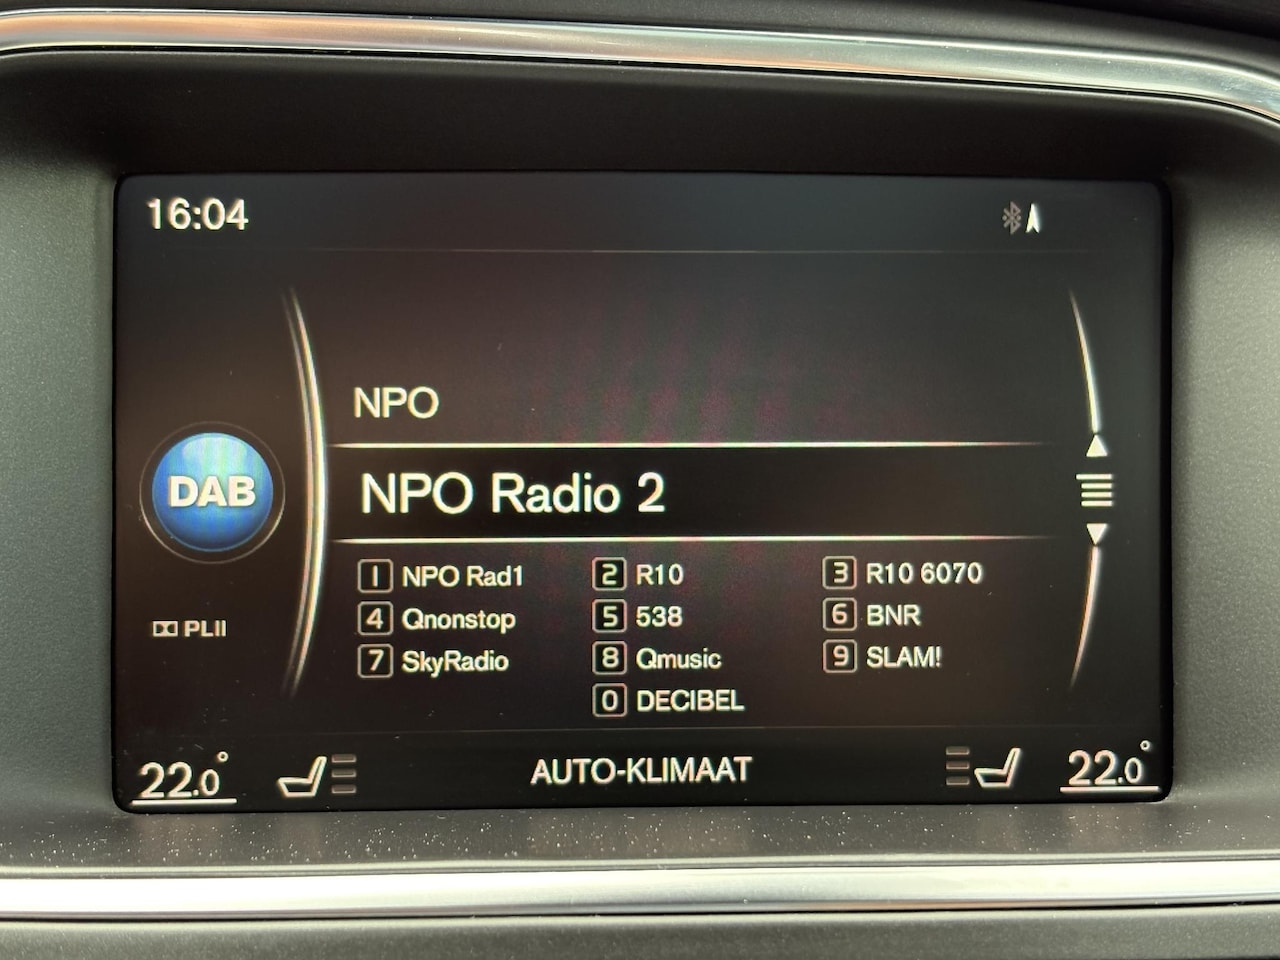 16:04
NPO
DAB
NPO Radio 2
1 NPO Rad1 2 R10 3 R10 6070
4 Qnonstop 5 538 6 BNR
PLII
7 SkyRadio 8 Qmusic 9 SLAM!
0 DECIBEL
22.0° AUTO-KLIMAAT 22.0°